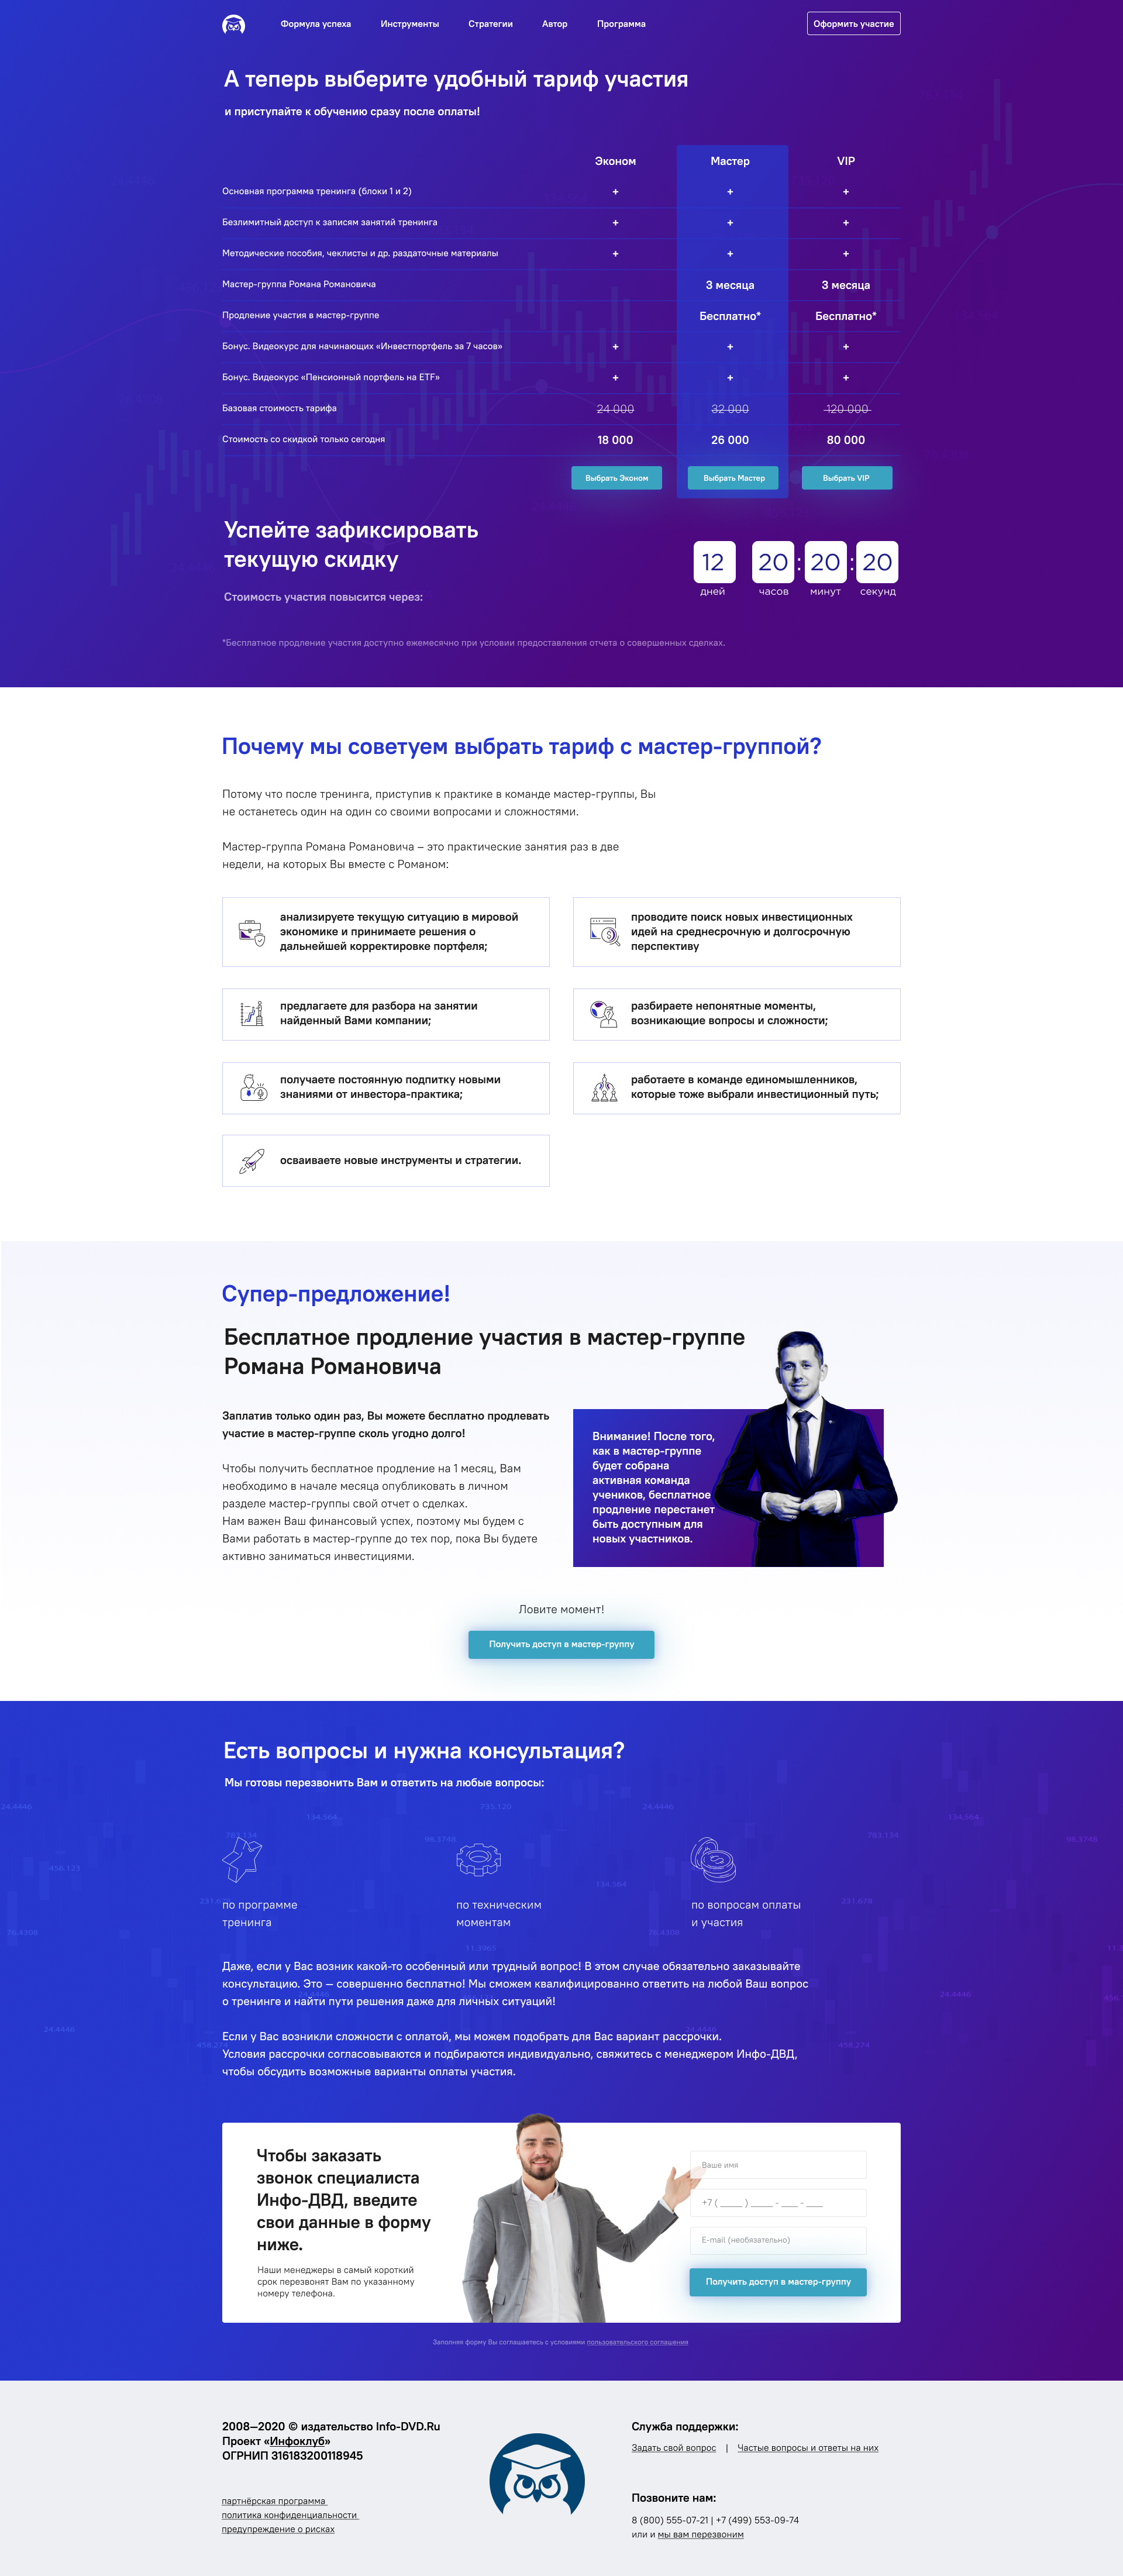 Формула успеха
Инструменты
Стратегии
Автор
Программа
Оформить участие
А теперь выберите удобный тариф участия
и приступайте к обучению сразу после оплаты!
Эконом Мастер VIP
Основная программа тренинга (блоки 1 и 2) + + +
Безлимитный доступ к записям занятий тренинга + + +
Методические пособия, чеклисты и др. раздаточные материалы + + +
Мастер-группа Романа Романовича 3 месяца 3 месяца
Продление участия в мастер-группе Бесплатно* Бесплатно*
Бонус. Видеокурс для начинающих «Инвестпортфель за 7 часов» + + +
Бонус. Видеокурс «Пенсионный портфель на ETF» + + +
Базовая стоимость тарифа 24 000 32 000 120 000
Стоимость со скидкой только сегодня 18 000 26 000 80 000
Выбрать Эконом Выбрать Мастер Выбрать VIP
Успейте зафиксировать
текущую скидку
Стоимость участия повысится через:
12 20 : 20 : 20
дней часов минут секунд
*Бесплатное продление участия доступно ежемесячно при условии предоставления отчета о совершенных сделках.
Почему мы советуем выбрать тариф с мастер-группой?
Потому что после тренинга, приступив к практике в команде мастер-группы, Вы
не останетесь один на один со своими вопросами и сложностями.
Мастер-группа Романа Романовича – это практические занятия раз в две
недели, на которых Вы вместе с Романом:
анализируете текущую ситуацию в мировой
экономике и принимаете решения о
дальнейшей корректировке портфеля;
проводите поиск новых инвестиционных
идей на среднесрочную и долгосрочную
перспективу
предлагаете для разбора на занятии
найденный Вами компании;
разбираете непонятные моменты,
возникающие вопросы и сложности;
получаете постоянную подпитку новыми
знаниями от инвестора-практика;
работаете в команде единомышленников,
которые тоже выбрали инвестиционный путь;
осваиваете новые инструменты и стратегии.
Супер-предложение!
Бесплатное продление участия в мастер-группе
Романа Романовича
Заплатив только один раз, Вы можете бесплатно продлевать
участие в мастер-группе сколь угодно долго!
Чтобы получить бесплатное продление на 1 месяц, Вам
необходимо в начале месяца опубликовать в личном
разделе мастер-группы свой отчет о сделках.
Нам важен Ваш финансовый успех, поэтому мы будем с
Вами работать в мастер-группе до тех пор, пока Вы будете
активно заниматься инвестициями.
Внимание! После того,
как в мастер-группе
будет собрана
активная команда
учеников, бесплатное
продление перестанет
быть доступным для
новых участников.
Ловите момент!
Получить доступ в мастер-группу
Есть вопросы и нужна консультация?
Мы готовы перезвонить Вам и ответить на любые вопросы:
по программе
тренинга
по техническим
моментам
по вопросам оплаты
и участия
Даже, если у Вас возник какой-то особенный или трудный вопрос! В этом случае обязательно заказывайте
консультацию. Это — совершенно бесплатно! Мы сможем квалифицированно ответить на любой Ваш вопрос
о тренинге и найти пути решения даже для личных ситуаций!
Если у Вас возникли сложности с оплатой, мы можем подобрать для Вас вариант рассрочки.
Условия рассрочки согласовываются и подбираются индивидуально, свяжитесь с менеджером Инфо-ДВД,
чтобы обсудить возможные варианты оплаты участия.
Чтобы заказать
звонок специалиста
Инфо-ДВД, введите
свои данные в форму
ниже.
Наши менеджеры в самый короткий
срок перезвонят Вам по указанному
номеру телефона.
Ваше имя
+7 ( ____ ) ____ - ___ - ___
E-mail (необязательно)
Получить доступ в мастер-группу
Заполняя форму Вы соглашаетесь с условиями пользовательского соглашения
2008—2020 © издательство Info-DVD.Ru
Проект «Инфоклуб»
ОГРНИП 316183200118945
партнёрская программа
политика конфиденциальности
предупреждение о рисках
Служба поддержки:
Задать свой вопрос | Частые вопросы и ответы на них
Позвоните нам:
8 (800) 555-07-21 | +7 (499) 553-09-74
или и мы вам перезвоним